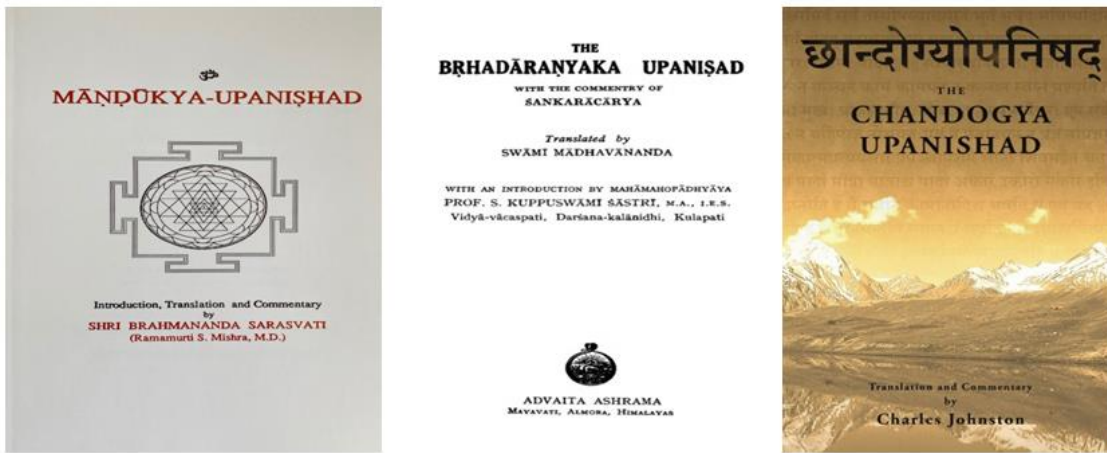 ॐ
MĀṆḌŪKYA-UPANISHAD
Introduction, Translation and Commentary
by
SHRI BRAHMANANDA SARASVATI
(Ramamurti S. Mishra, M.D.)
THE
BṚHADĀRAṆYAKA UPANIṢAD
WITH THE COMMENTRY OF
ŚANKARĀCĀRYA
Translated by
SWĀMĪ MĀDHAVĀNANDA
WITH AN INTRODUCTION BY MAHĀMAHOPĀDHYĀYA
PROF. S. KUPPUSWĀMĪ ŚĀSTRĪ, M.A., I.E.S.
Vidyā-vācaspati, Darśana-kalānidhi, Kulapati
ADVAITA ASHRAMA
MAYAVATI, ALMORA, HIMALAYAS
छान्दोग्योपनिषद्
THE
CHANDOGYA
UPANISHAD
Translation and Commentary
by
Charles Johnston